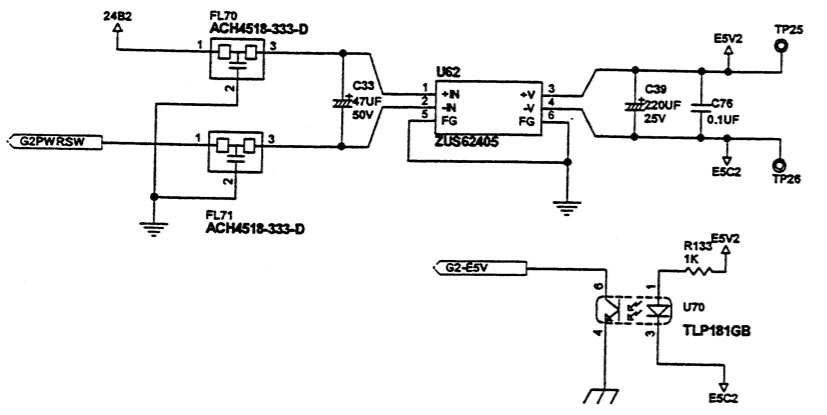 24B2
FL70
ACH4518-333-D
1
3
2
C33
47UF
50V
U62
1 +IN +V 3
2 -IN -V 4
5 FG FG 6
ZUS62405
C39
220UF
25V
C76
0.1UF
E5V2
TP25
E5C2
TP26
G2PWRSW
1
3
2
FL71
ACH4518-333-D
G2-E5V
R133
1K
E5V2
6
1
U70
TLP181GB
4
3
E5C2